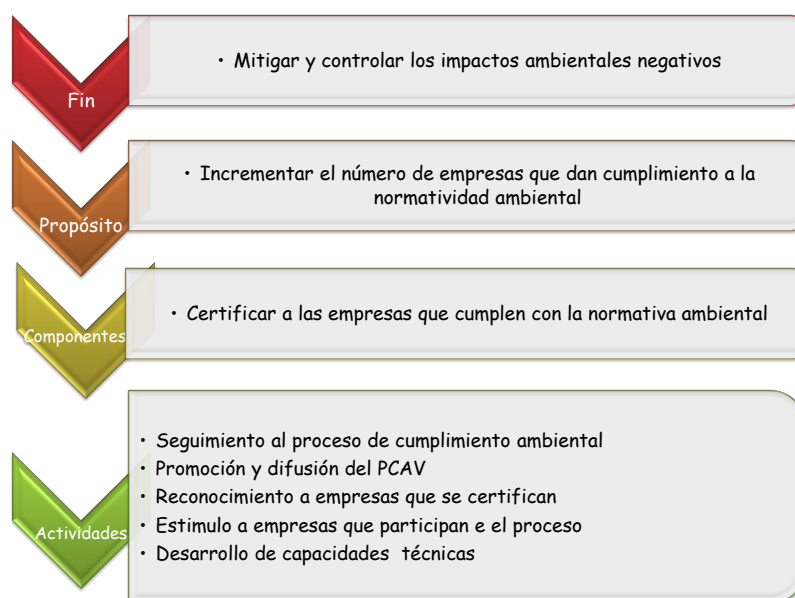 Fin
• Mitigar y controlar los impactos ambientales negativos
Propósito
• Incrementar el número de empresas que dan cumplimiento a la
normatividad ambiental
Componentes
• Certificar a las empresas que cumplen con la normativa ambiental
Actividades
• Seguimiento al proceso de cumplimiento ambiental
• Promoción y difusión del PCAV
• Reconocimiento a empresas que se certifican
• Estimulo a empresas que participan e el proceso
• Desarrollo de capacidades técnicas